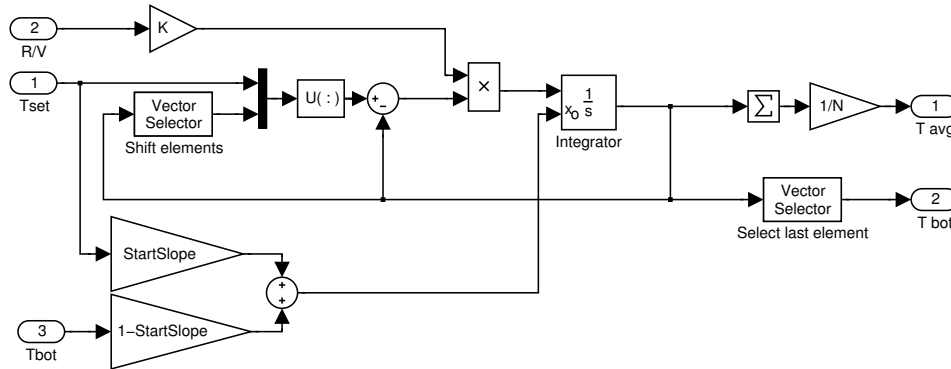 2
R/V
K
1
Tset
Vector
Selector
Shift elements
U( : )
+
−
×
xo
1
s
Integrator
Σ
1/N
1
T avg
Vector
Selector
Select last element
2
T bot
StartSlope
+
+
3
Tbot
1−StartSlope